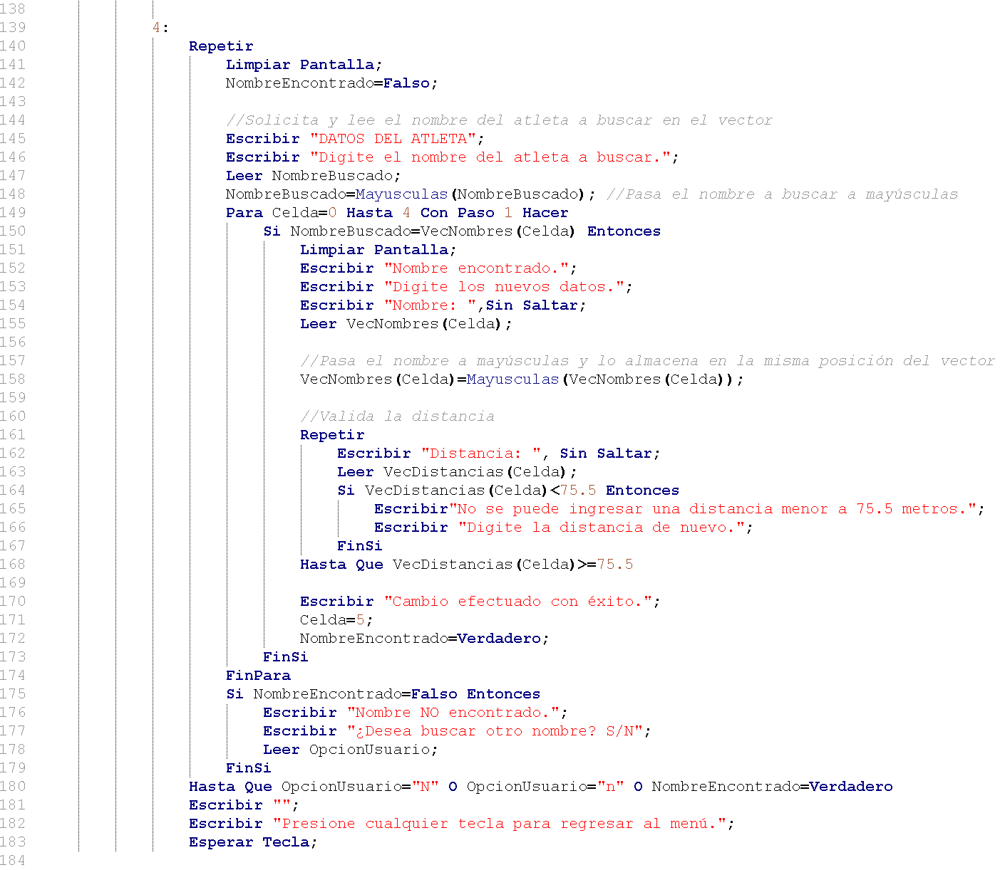 138
139 4:
140 Repetir
141 Limpiar Pantalla;
142 NombreEncontrado=Falso;
143
144 //Solicita y lee el nombre del atleta a buscar en el vector
145 Escribir "DATOS DEL ATLETA";
146 Escribir "Digite el nombre del atleta a buscar.";
147 Leer NombreBuscado;
148 NombreBuscado=Mayusculas(NombreBuscado); //Pasa el nombre a buscar a mayúsculas
149 Para Celda=0 Hasta 4 Con Paso 1 Hacer
150 Si NombreBuscado=VecNombres(Celda) Entonces
151 Limpiar Pantalla;
152 Escribir "Nombre encontrado.";
153 Escribir "Digite los nuevos datos.";
154 Escribir "Nombre: ",Sin Saltar;
155 Leer VecNombres(Celda);
156
157 //Pasa el nombre a mayúsculas y lo almacena en la misma posición del vector
158 VecNombres(Celda)=Mayusculas(VecNombres(Celda));
159
160 //Valida la distancia
161 Repetir
162 Escribir "Distancia: ", Sin Saltar;
163 Leer VecDistancias(Celda);
164 Si VecDistancias(Celda)<75.5 Entonces
165 Escribir"No se puede ingresar una distancia menor a 75.5 metros.";
166 Escribir "Digite la distancia de nuevo.";
167 FinSi
168 Hasta Que VecDistancias(Celda)>=75.5
169
170 Escribir "Cambio efectuado con éxito.";
171 Celda=5;
172 NombreEncontrado=Verdadero;
173 FinSi
174 FinPara
175 Si NombreEncontrado=Falso Entonces
176 Escribir "Nombre NO encontrado.";
177 Escribir "¿Desea buscar otro nombre? S/N";
178 Leer OpcionUsuario;
179 FinSi
180 Hasta Que OpcionUsuario="N" O OpcionUsuario="n" O NombreEncontrado=Verdadero
181 Escribir "";
182 Escribir "Presione cualquier tecla para regresar al menú.";
183 Esperar Tecla;
184